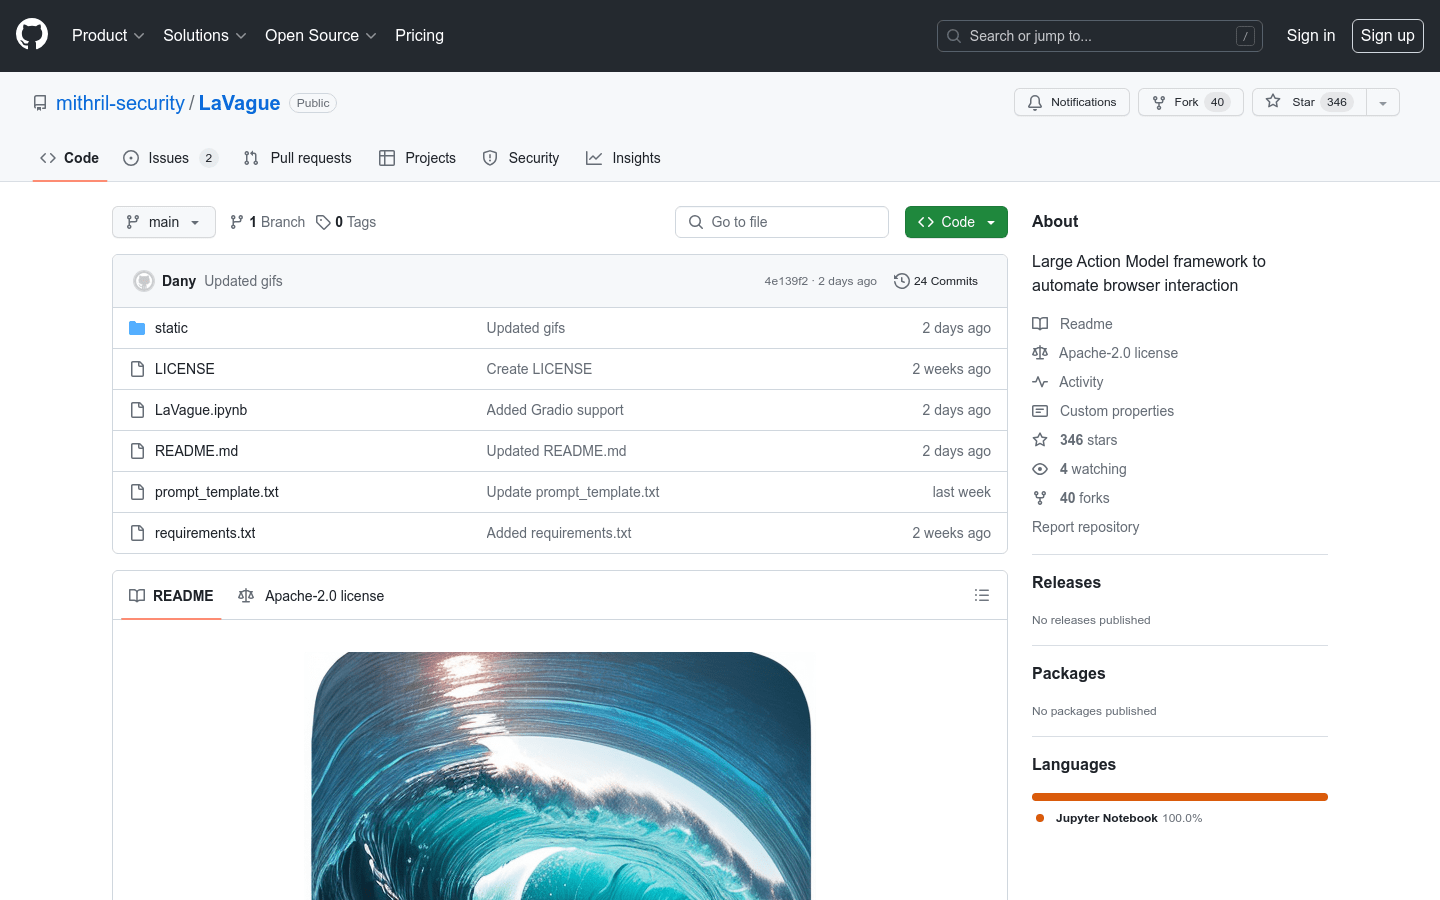 Product Solutions Open Source Pricing Search or jump to... / Sign in Sign up
mithril-security / LaVague Public Notifications Fork 40 Star 346
Code Issues 2 Pull requests Projects Security Insights
main 1 Branch 0 Tags Go to file Code
Dany Updated gifs 4e139f2 · 2 days ago 24 Commits
static Updated gifs 2 days ago
LICENSE Create LICENSE 2 weeks ago
LaVague.ipynb Added Gradio support 2 days ago
README.md Updated README.md 2 days ago
prompt_template.txt Update prompt_template.txt last week
requirements.txt Added requirements.txt 2 weeks ago
README Apache-2.0 license
About
Large Action Model framework to
automate browser interaction
Readme
Apache-2.0 license
Activity
Custom properties
346 stars
4 watching
40 forks
Report repository
Releases
No releases published
Packages
No packages published
Languages
Jupyter Notebook 100.0%